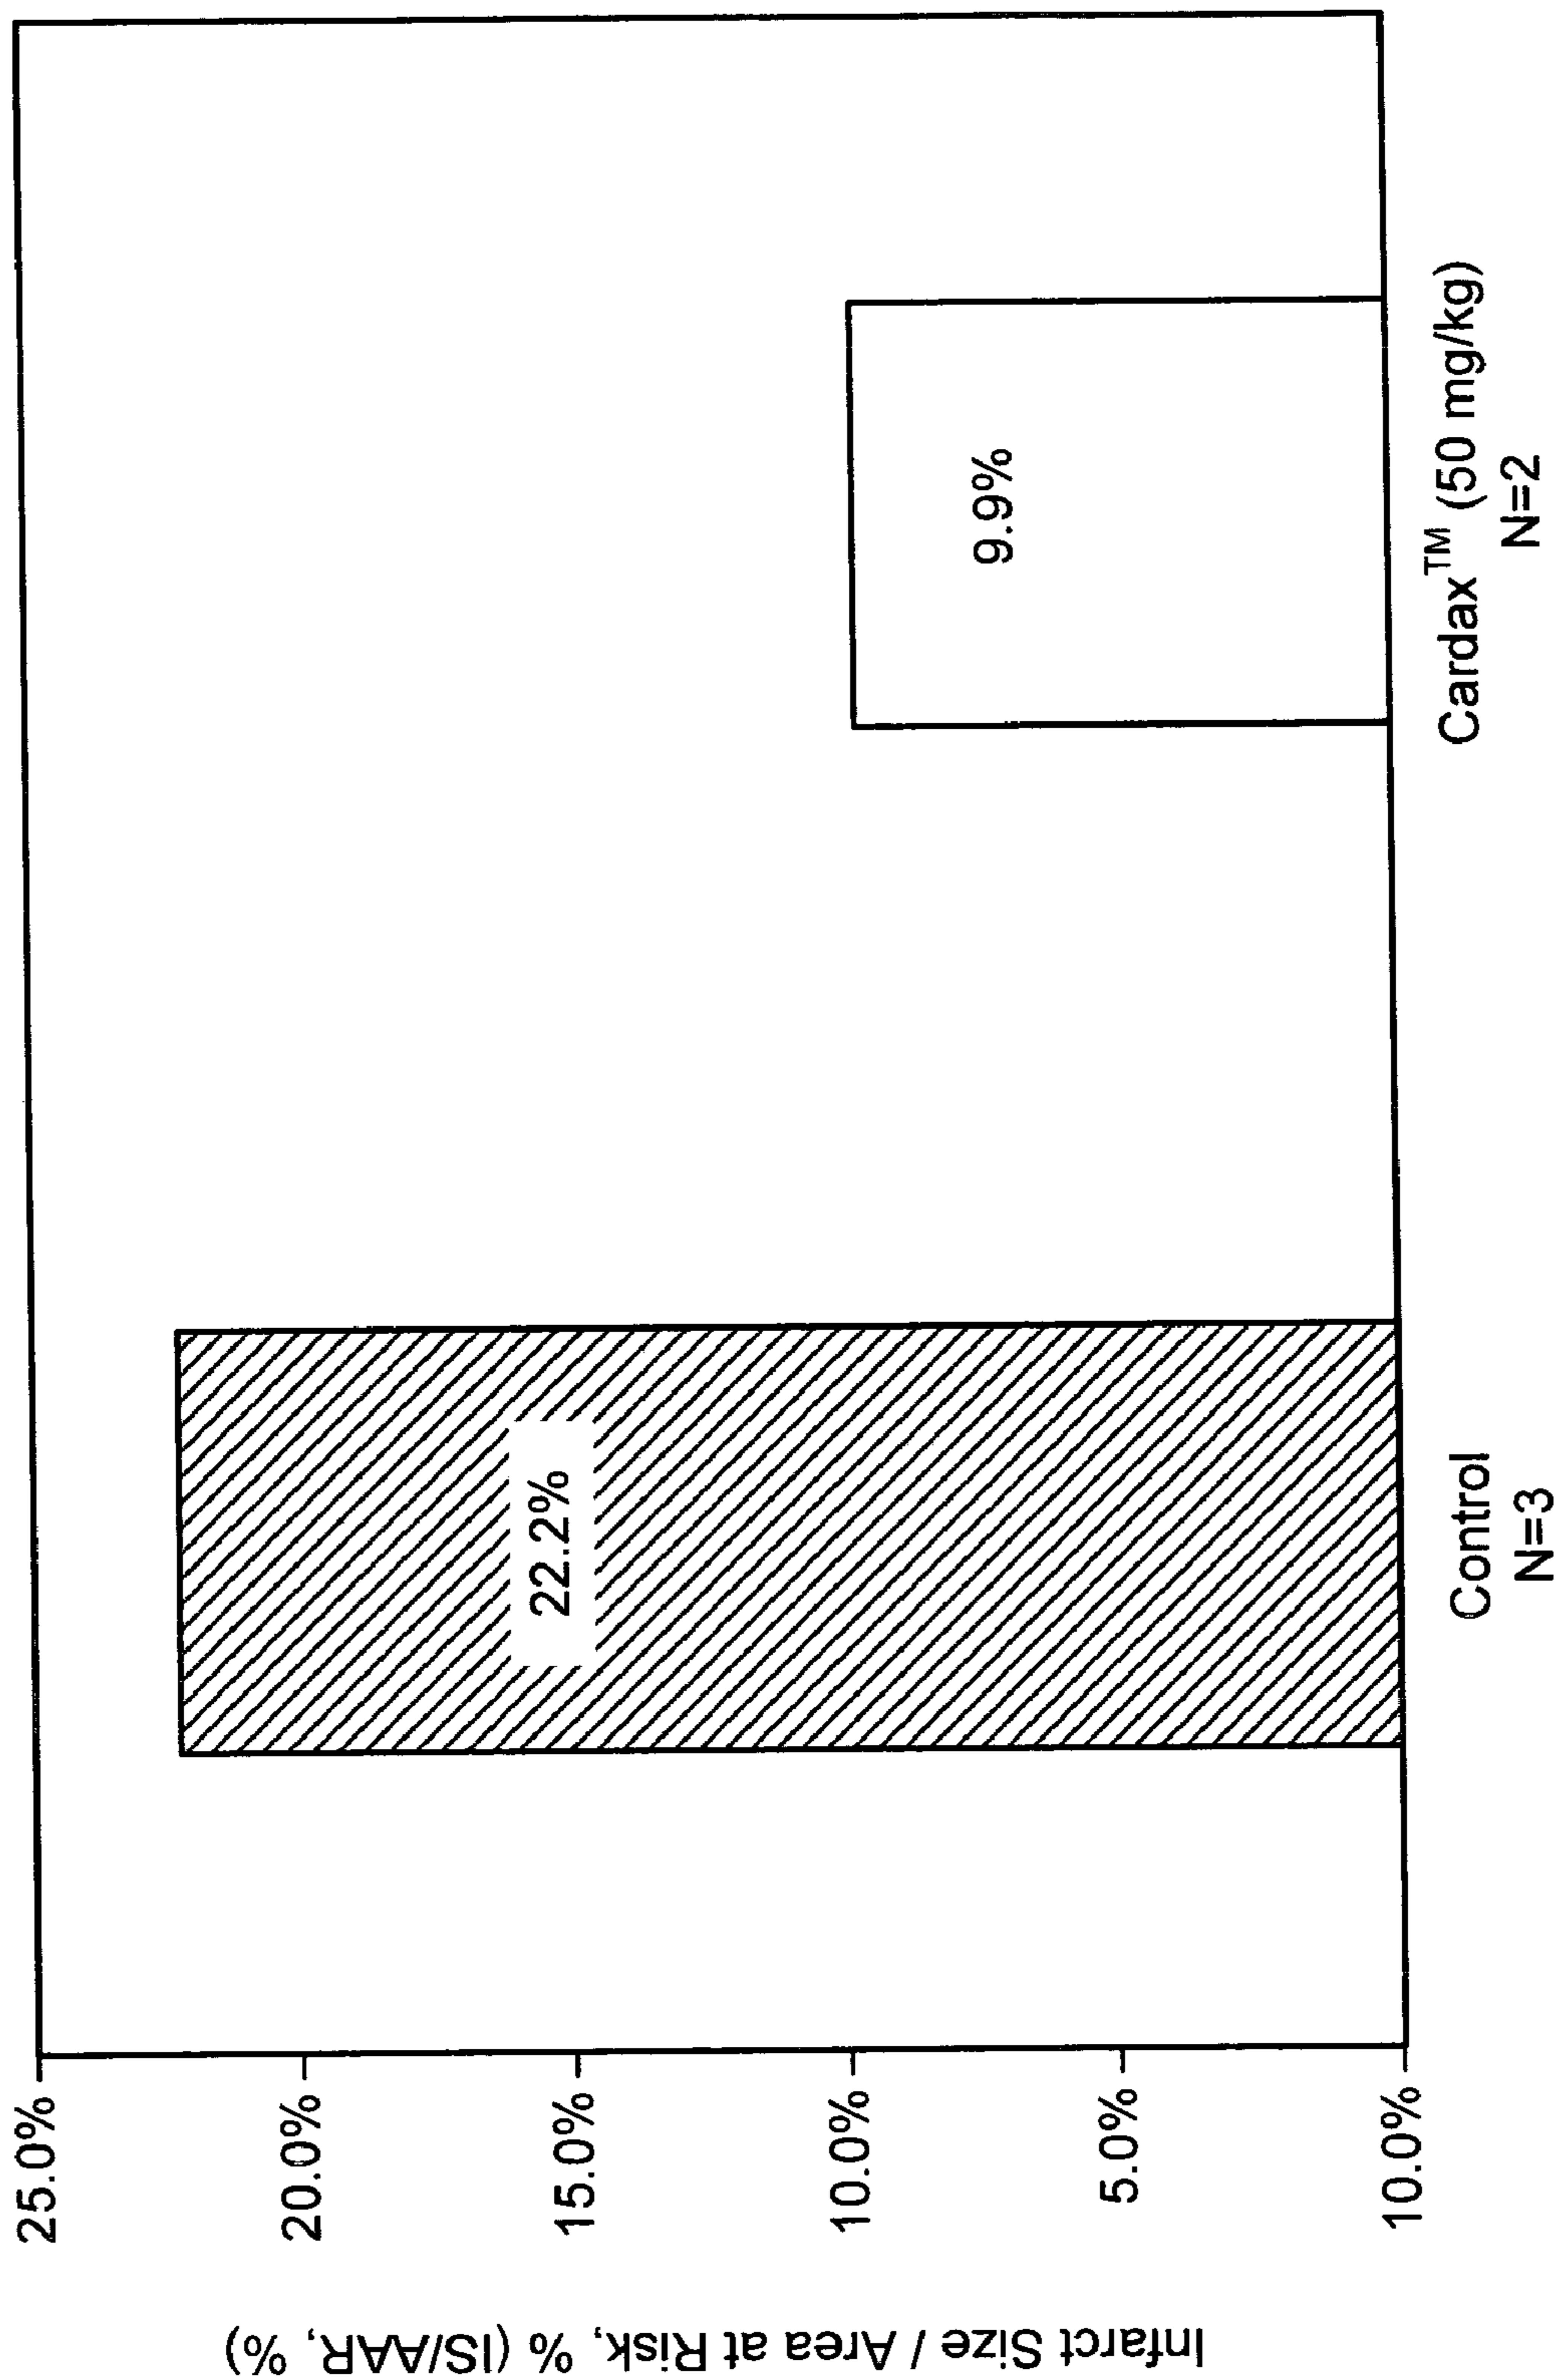 Infarct Size / Area at Risk, % (IS/AAR, %)
25.0%
20.0%
15.0%
10.0%
5.0%
10.0%
22.2%
9.9%
Control
N=3
Cardax™ (50 mg/kg)
N=2